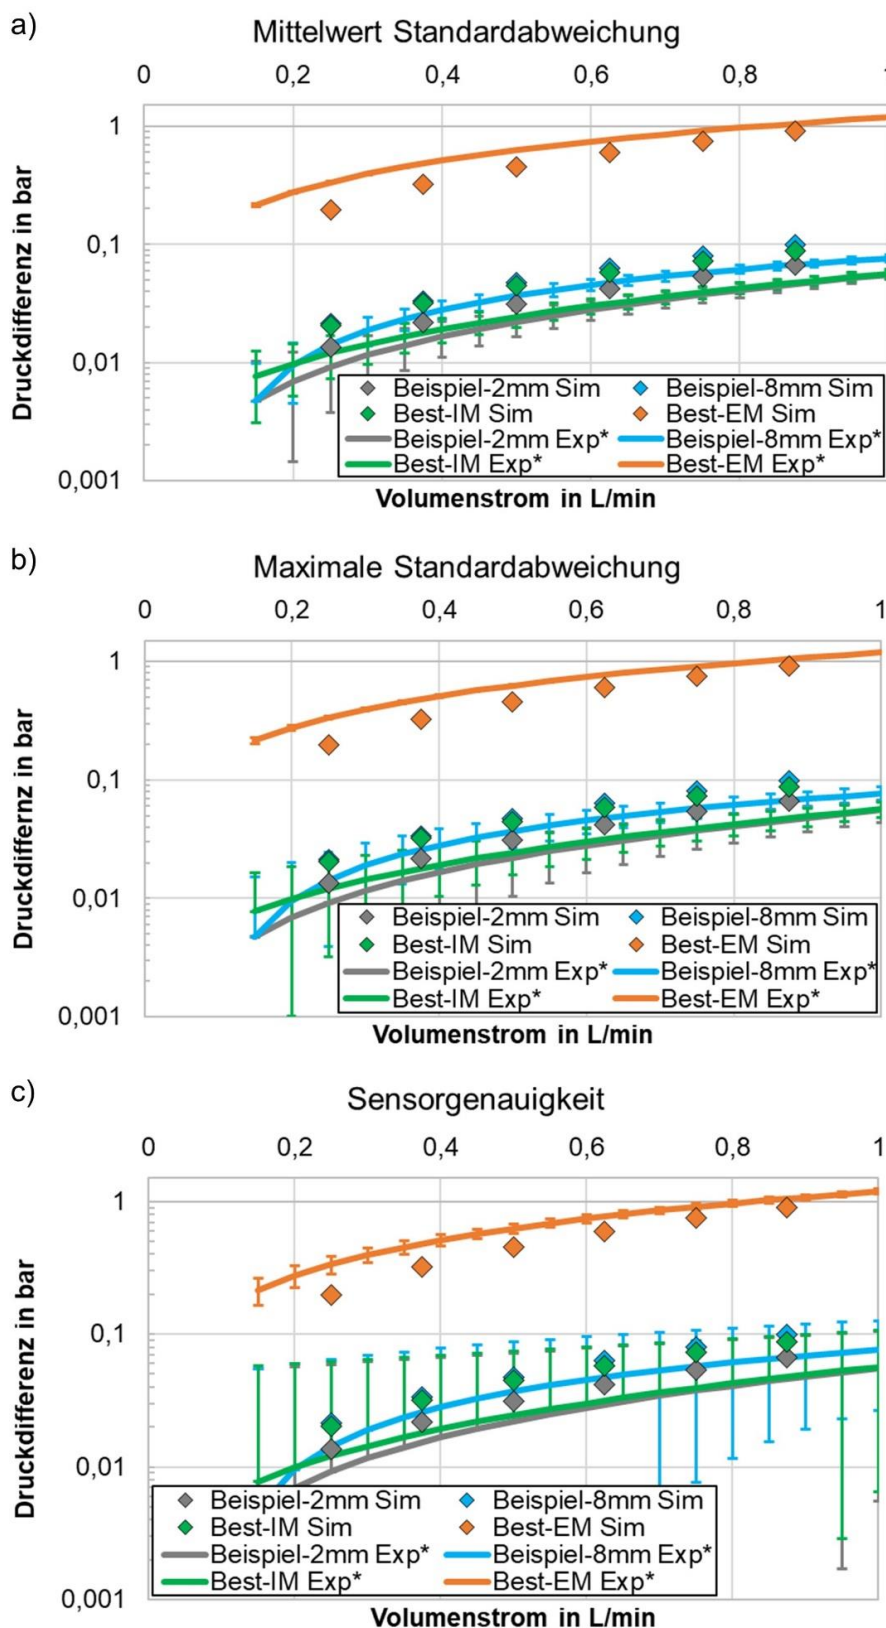 a)
Mittelwert Standardabweichung
0 0,2 0,4 0,6 0,8 1
Druckdifferenz in bar
1
0,1
0,01
0,001
Beispiel-2mm Sim Beispiel-8mm Sim
Best-IM Sim Best-EM Sim
Beispiel-2mm Exp* Beispiel-8mm Exp*
Best-IM Exp* Best-EM Exp*
Volumenstrom in L/min
b)
Maximale Standardabweichung
0 0,2 0,4 0,6 0,8 1
Druckdiffernz in bar
1
0,1
0,01
0,001
Beispiel-2mm Sim Beispiel-8mm Sim
Best-IM Sim Best-EM Sim
Beispiel-2mm Exp* Beispiel-8mm Exp*
Best-IM Exp* Best-EM Exp*
Volumenstrom in L/min
c)
Sensorgenauigkeit
0 0,2 0,4 0,6 0,8 1
Druckdifferenz in bar
1
0,1
0,01
0,001
Beispiel-2mm Sim Beispiel-8mm Sim
Best-IM Sim Best-EM Sim
Beispiel-2mm Exp* Beispiel-8mm Exp*
Best-IM Exp* Best-EM Exp*
Volumenstrom in L/min